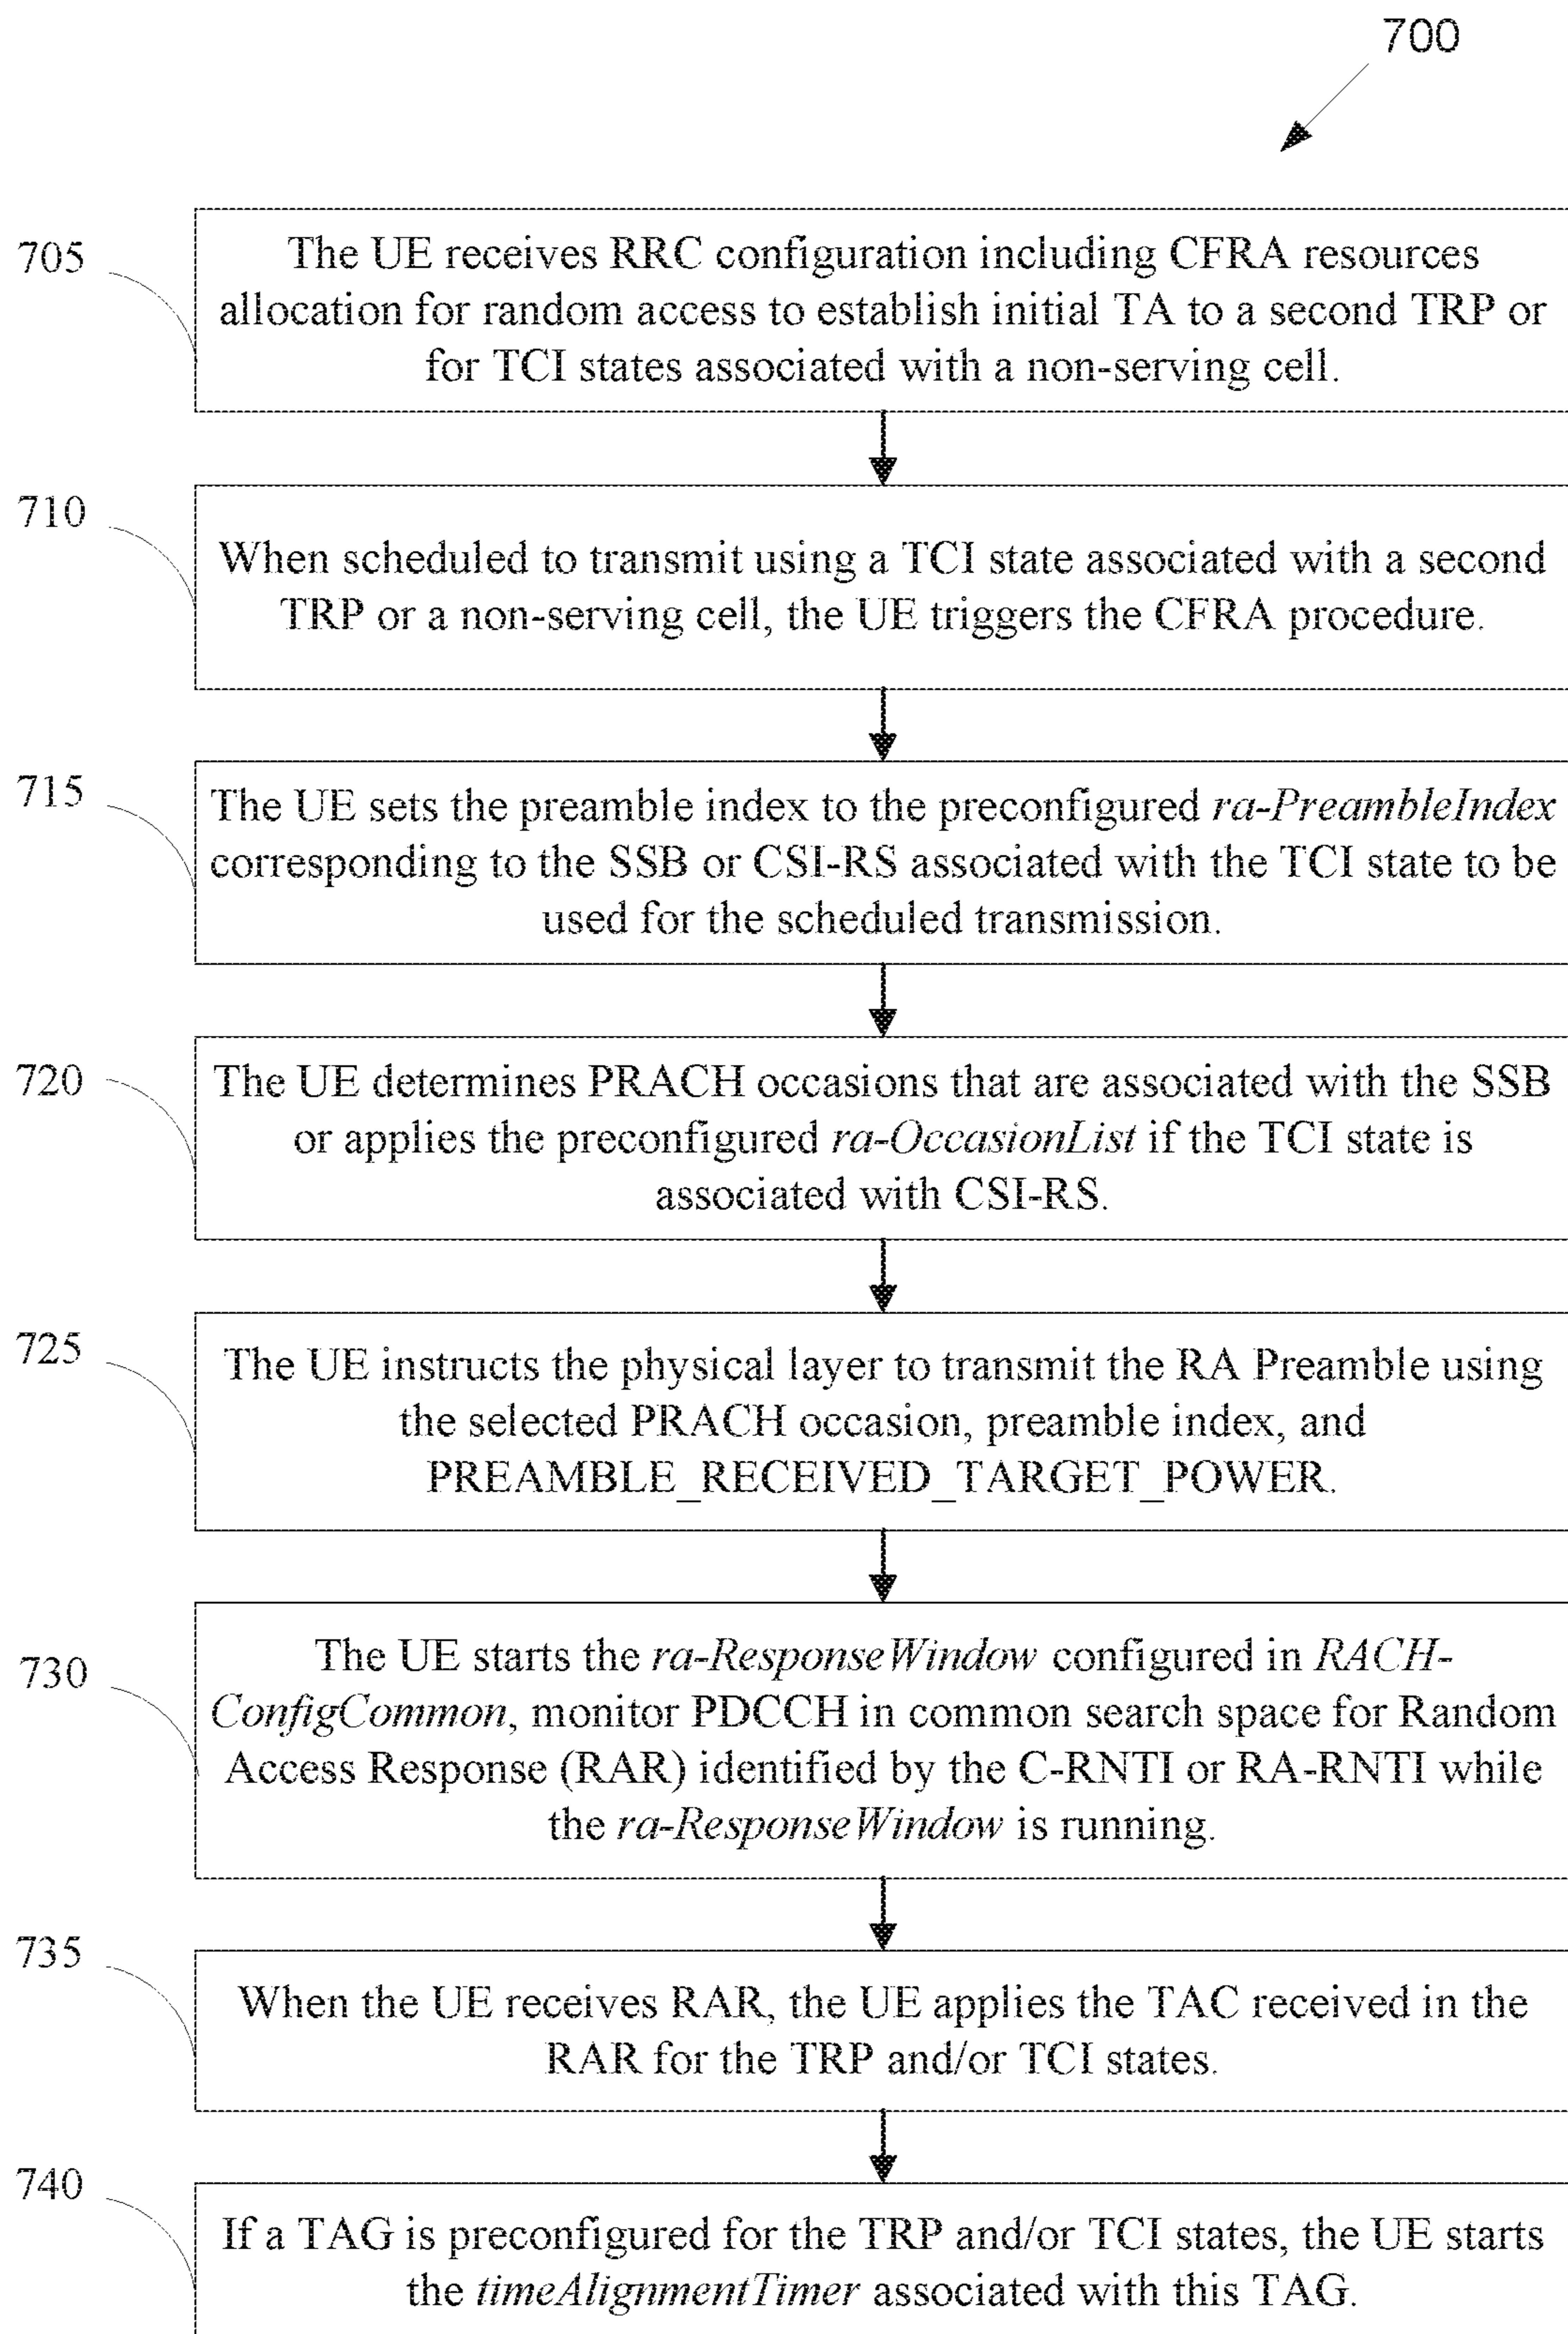 700
705
The UE receives RRC configuration including CFRA resources
allocation for random access to establish initial TA to a second TRP or
for TCI states associated with a non-serving cell.
710
When scheduled to transmit using a TCI state associated with a second
TRP or a non-serving cell, the UE triggers the CFRA procedure.
715
The UE sets the preamble index to the preconfigured ra-PreambleIndex
corresponding to the SSB or CSI-RS associated with the TCI state to be
used for the scheduled transmission.
720
The UE determines PRACH occasions that are associated with the SSB
or applies the preconfigured ra-OccasionList if the TCI state is
associated with CSI-RS.
725
The UE instructs the physical layer to transmit the RA Preamble using
the selected PRACH occasion, preamble index, and
PREAMBLE_RECEIVED_TARGET_POWER.
730
The UE starts the ra-ResponseWindow configured in RACH-
ConfigCommon, monitor PDCCH in common search space for Random
Access Response (RAR) identified by the C-RNTI or RA-RNTI while
the ra-ResponseWindow is running.
735
When the UE receives RAR, the UE applies the TAC received in the
RAR for the TRP and/or TCI states.
740
If a TAG is preconfigured for the TRP and/or TCI states, the UE starts
the timeAlignmentTimer associated with this TAG.